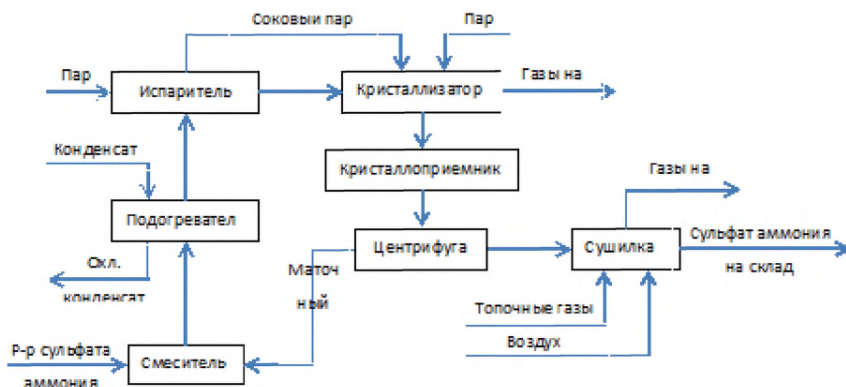 Соковый пар
Пар
Пар
Испаритель
Кристаллизатор
Газы на
Конденсат
Кристаллоприемник
Газы на
Подогревател
Центрифуга
Сушилка
Сульфат аммония
на склад
Охл.
конденсат
Маточ
ный
Топочные газы
Воздух
Р-р сульфата
аммония
Смеситель